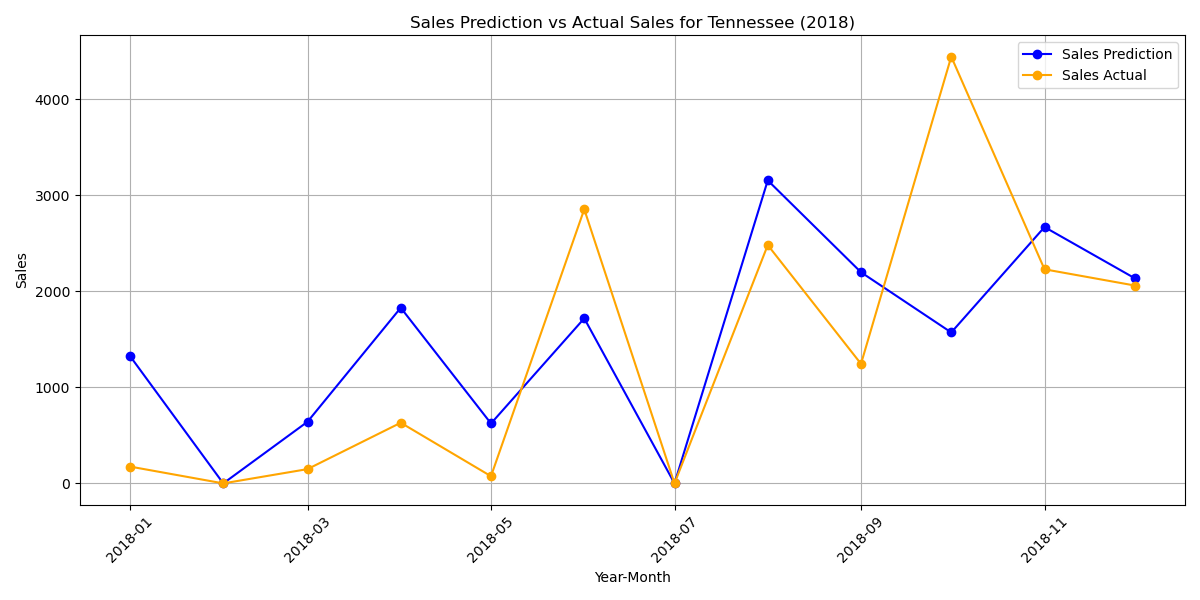 Sales Prediction vs Actual Sales for Tennessee (2018)
Sales Prediction
Sales Actual
Sales
4000
3000
2000
1000
0
2018-01
2018-03
2018-05
2018-07
2018-09
2018-11
Year-Month